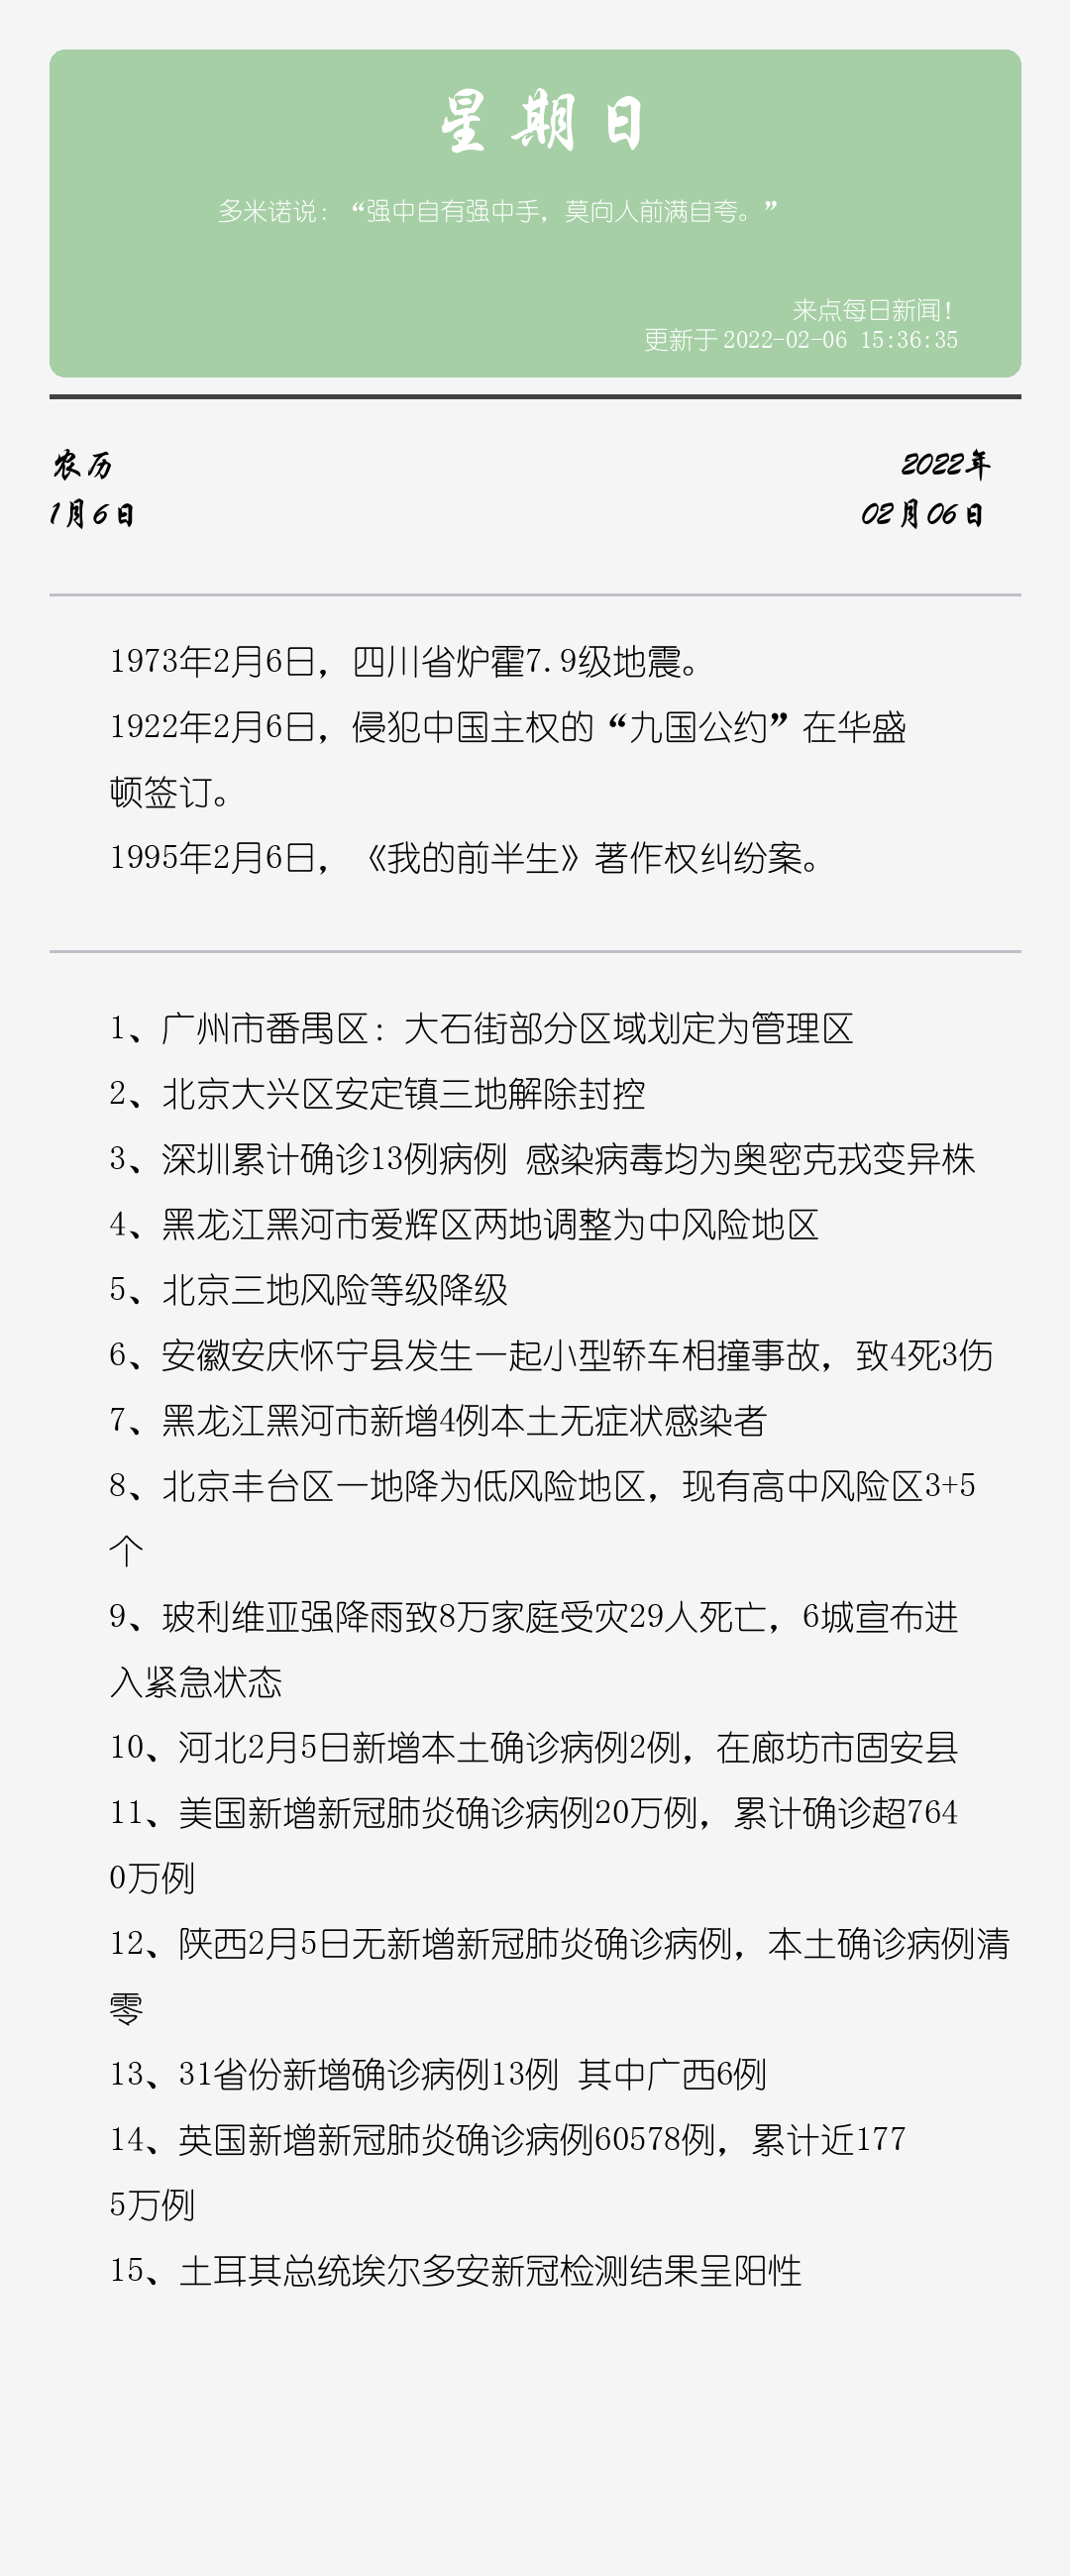 星期日
多米诺说：“强中自有强中手，莫向人前满自夸。”
来点每日新闻！
更新于2022-02-06 15:36:35
农历
2022年
1月6日
02月06日
1973年2月6日，四川省炉霍7.9级地震。
1922年2月6日，侵犯中国主权的“九国公约”在华盛
顿签订。
1995年2月6日，《我的前半生》著作权纠纷案。
1、广州市番禺区：大石街部分区域划定为管理区
2、北京大兴区安定镇三地解除封控
3、深圳累计确诊13例病例 感染病毒均为奥密克戎变异株
4、黑龙江黑河市爱辉区两地调整为中风险地区
5、北京三地风险等级降级
6、安徽安庆怀宁县发生一起小型轿车相撞事故，致4死3伤
7、黑龙江黑河市新增4例本土无症状感染者
8、北京丰台区一地降为低风险地区，现有高中风险区3+5
个
9、玻利维亚强降雨致8万家庭受灾29人死亡，6城宣布进
入紧急状态
10、河北2月5日新增本土确诊病例2例，在廊坊市固安县
11、美国新增新冠肺炎确诊病例20万例，累计确诊超764
0万例
12、陕西2月5日无新增新冠肺炎确诊病例，本土确诊病例清
零
13、31省份新增确诊病例13例 其中广西6例
14、英国新增新冠肺炎确诊病例60578例，累计近177
5万例
15、土耳其总统埃尔多安新冠检测结果呈阳性